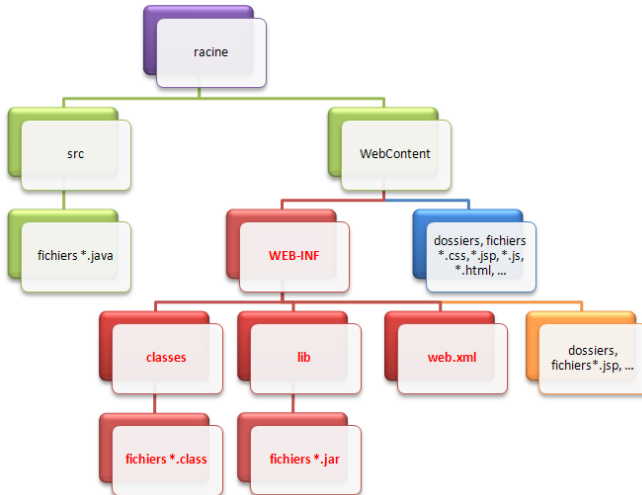 racine
src
WebContent
fichiers *.java
WEB-INF
dossiers, fichiers
*.css,*.jsp, *.js,
*.html, ...
classes
lib
web.xml
dossiers,
fichiers*.jsp, ...
fichiers *.class
fichiers *.jar